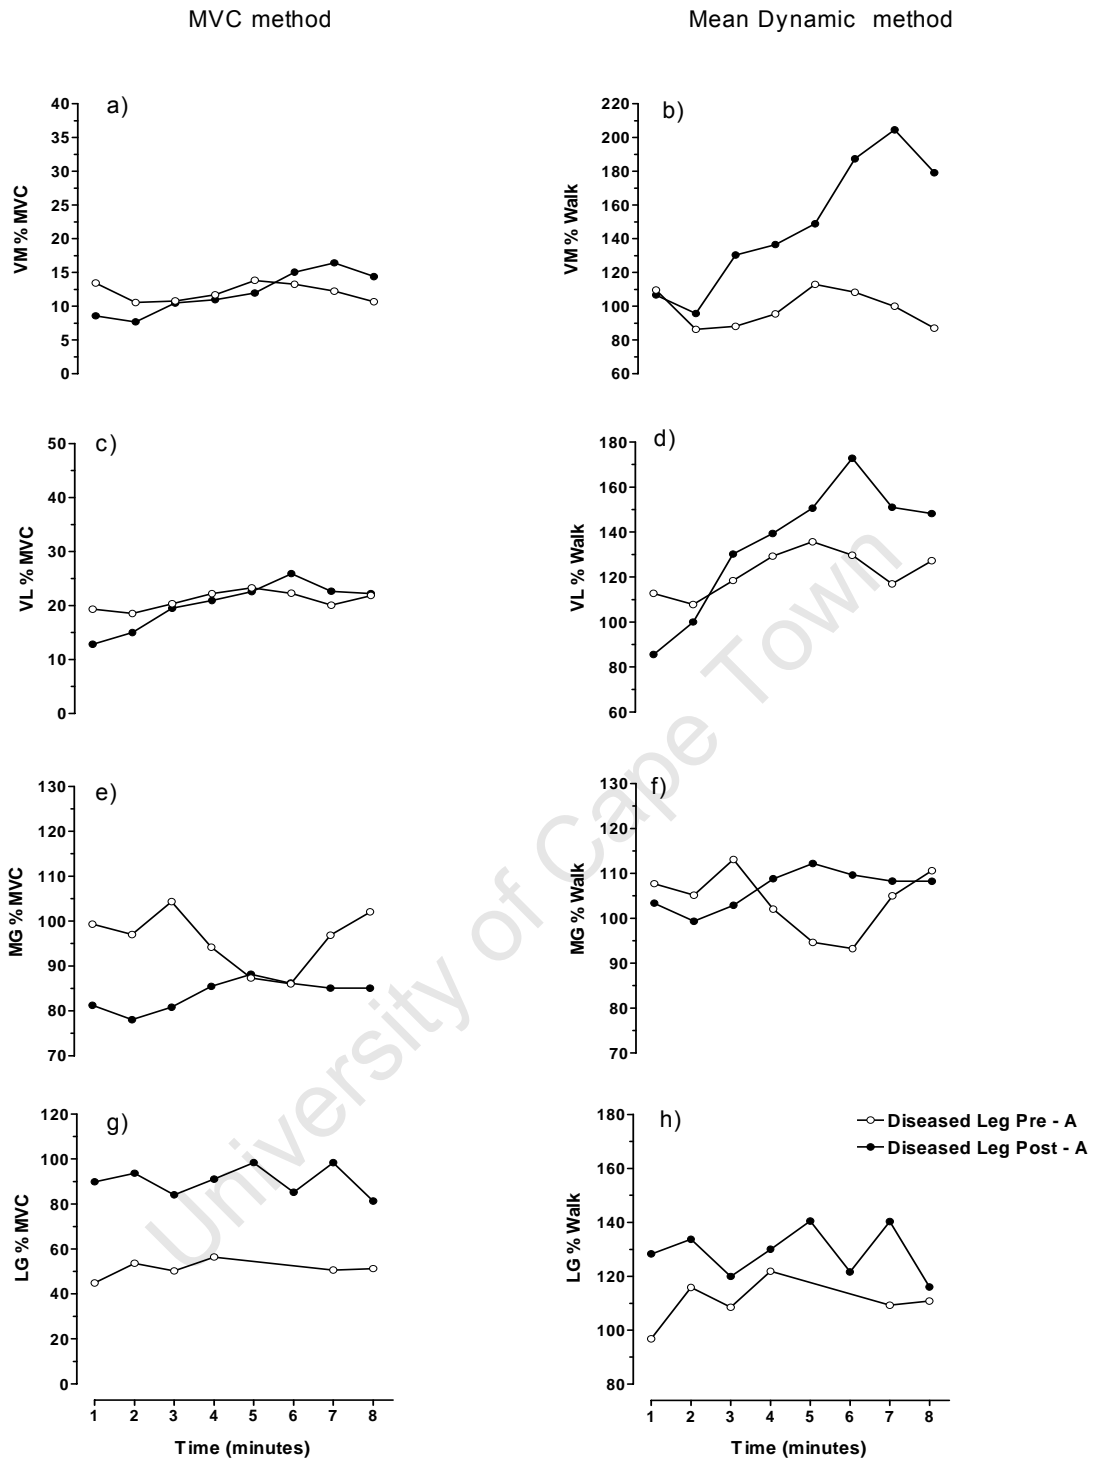 MVC method
Mean Dynamic method
a)
40
35
30
25
20
15
10
5
0
VM % MVC
b)
220
200
180
160
140
120
100
80
60
VM % Walk
c)
50
40
30
20
10
0
VL % MVC
d)
180
160
140
120
100
80
60
VL % Walk
e)
130
120
110
100
90
80
70
MG % MVC
f)
130
120
110
100
90
80
70
MG % Walk
g)
120
100
80
60
40
20
0
LG % MVC
1 2 3 4 5 6 7 8
Time (minutes)
h)
180
160
140
120
100
80
LG % Walk
Diseased Leg Pre - A
Diseased Leg Post - A
1 2 3 4 5 6 7 8
Time (minutes)
University of Cape Town